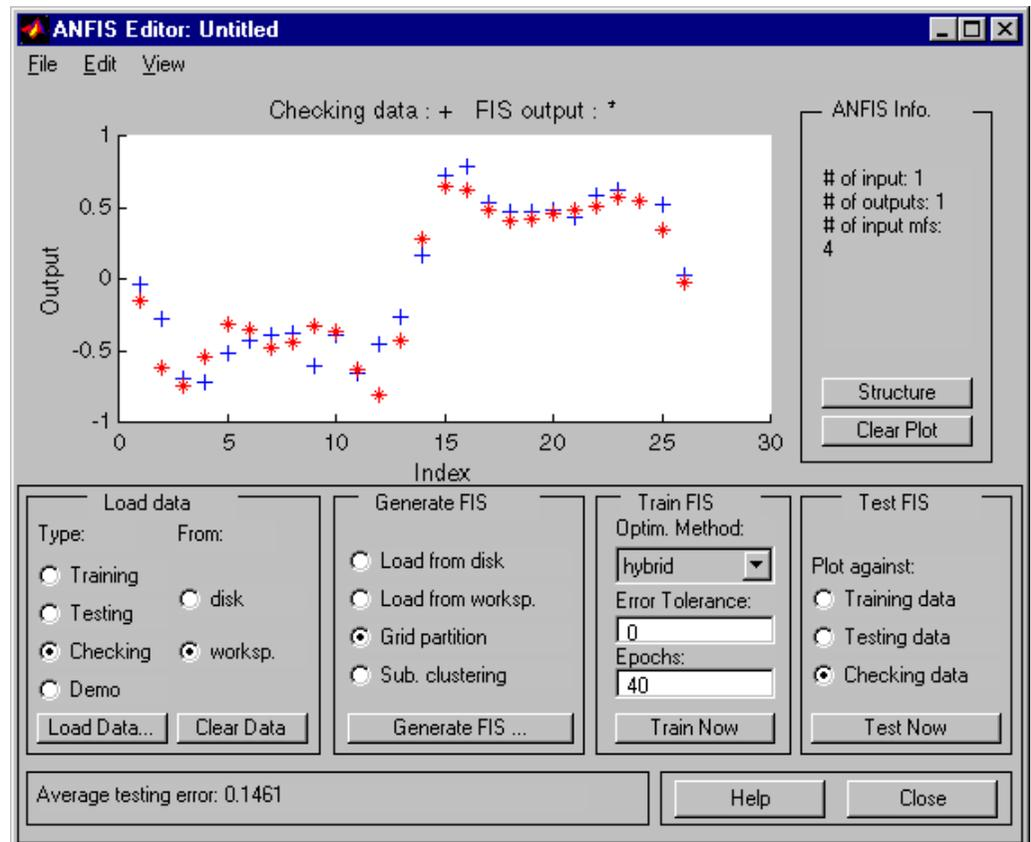 ANFIS Editor: Untitled
File Edit View
Checking data : + FIS output : *
1
0.5
0
-0.5
-1
Output
0 5 10 15 20 25 30
Index
ANFIS Info.
# of input: 1
# of outputs: 1
# of input mfs:
4
Structure
Clear Plot
Load data
Type: From:
Training
Testing
Checking
Demo
disk
worksp.
Load Data... Clear Data
Generate FIS
Load from disk
Load from worksp.
Grid partition
Sub. clustering
Generate FIS ...
Train FIS
Optim. Method:
hybrid
Error Tolerance:
0
Epochs:
40
Train Now
Test FIS
Plot against:
Training data
Testing data
Checking data
Test Now
Average testing error: 0.1461
Help
Close